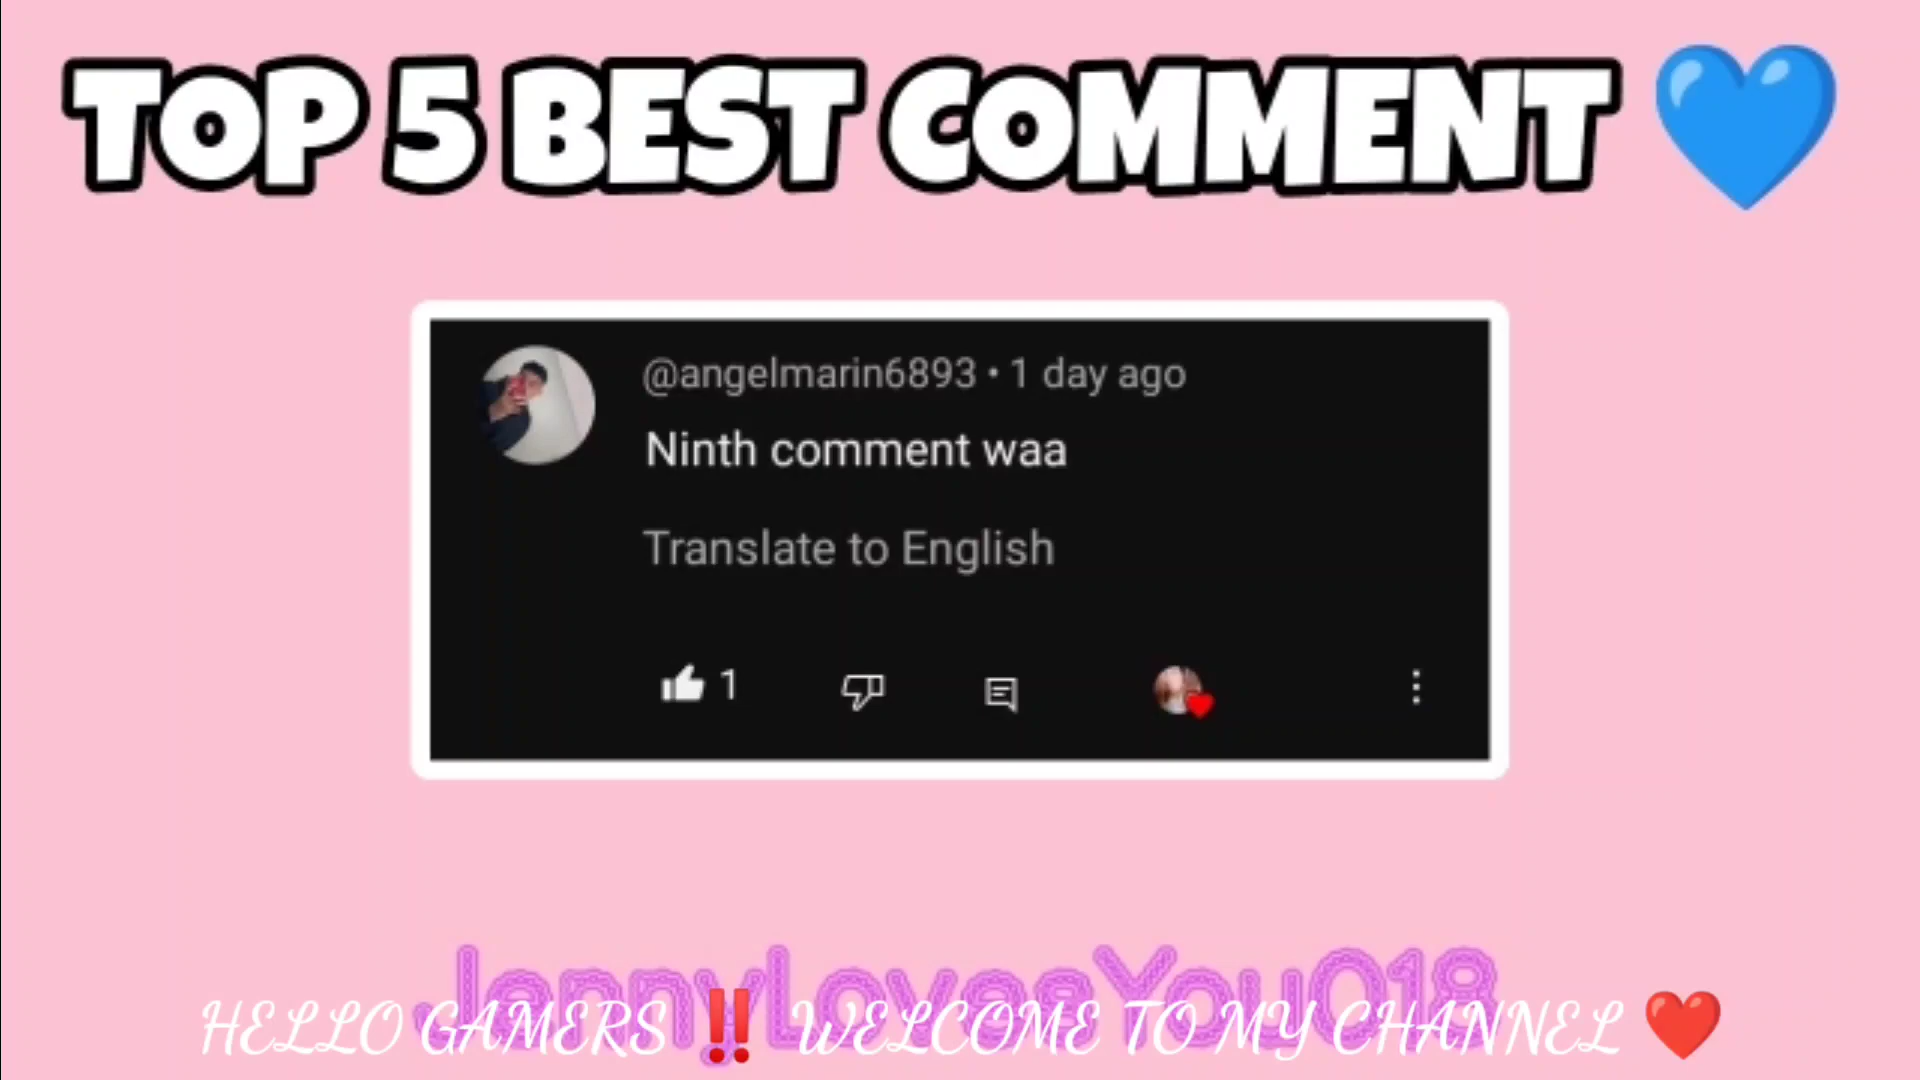 TOP 5 BEST COMMENT 💙
@angelmarin6893 • 1 day ago
Ninth comment waa
Translate to English
1
JennyLovesYou018
HELLO GAMERS ‼️ WELCOME TO MY CHANNEL ❤️